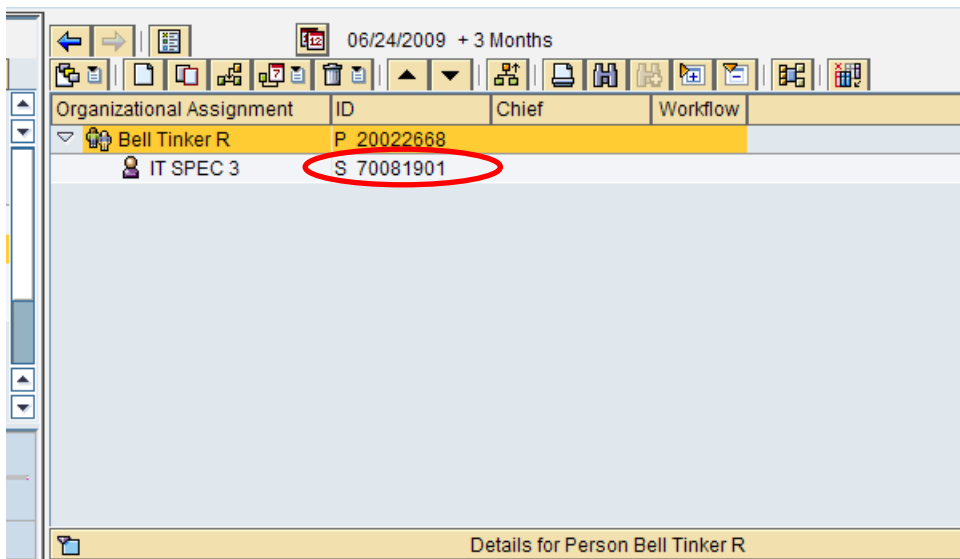 06/24/2009 + 3 Months
Organizational Assignment ID Chief Workflow
Bell Tinker R P 20022668
IT SPEC 3 S 70081901
Details for Person Bell Tinker R